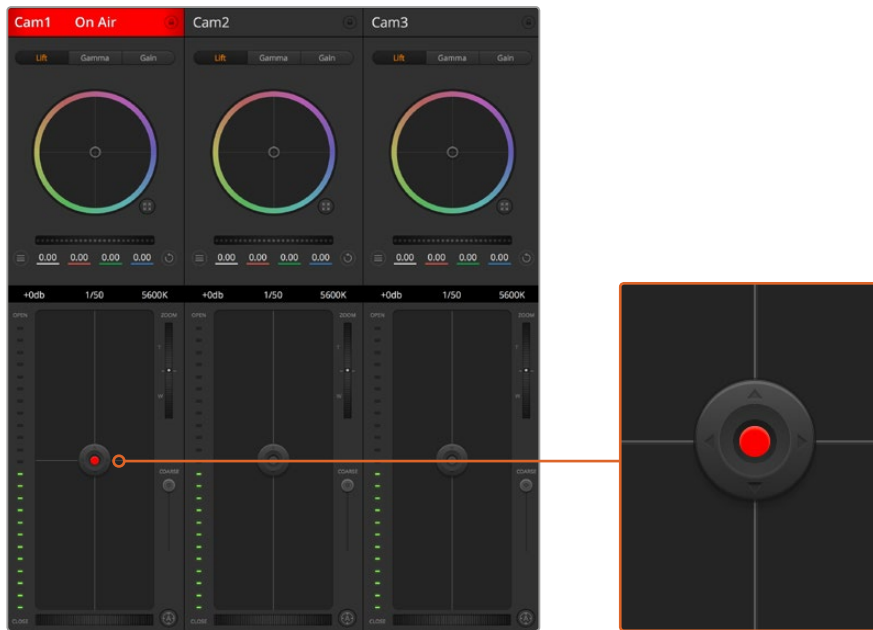 Cam1 On Air Cam2 Cam3
Lift Gamma Gain Lift Gamma Gain Lift Gamma Gain
0.00 0.00 0.00 0.00 0.00 0.00 0.00 0.00 0.00 0.00 0.00 0.00
+0db 1/50 5600K +0db 1/50 5600K +0db 1/50 5600K
OPEN ZOOM OPEN ZOOM OPEN ZOOM
T T T
W W W
COARSE COARSE COARSE
CLOSE CLOSE CLOSE